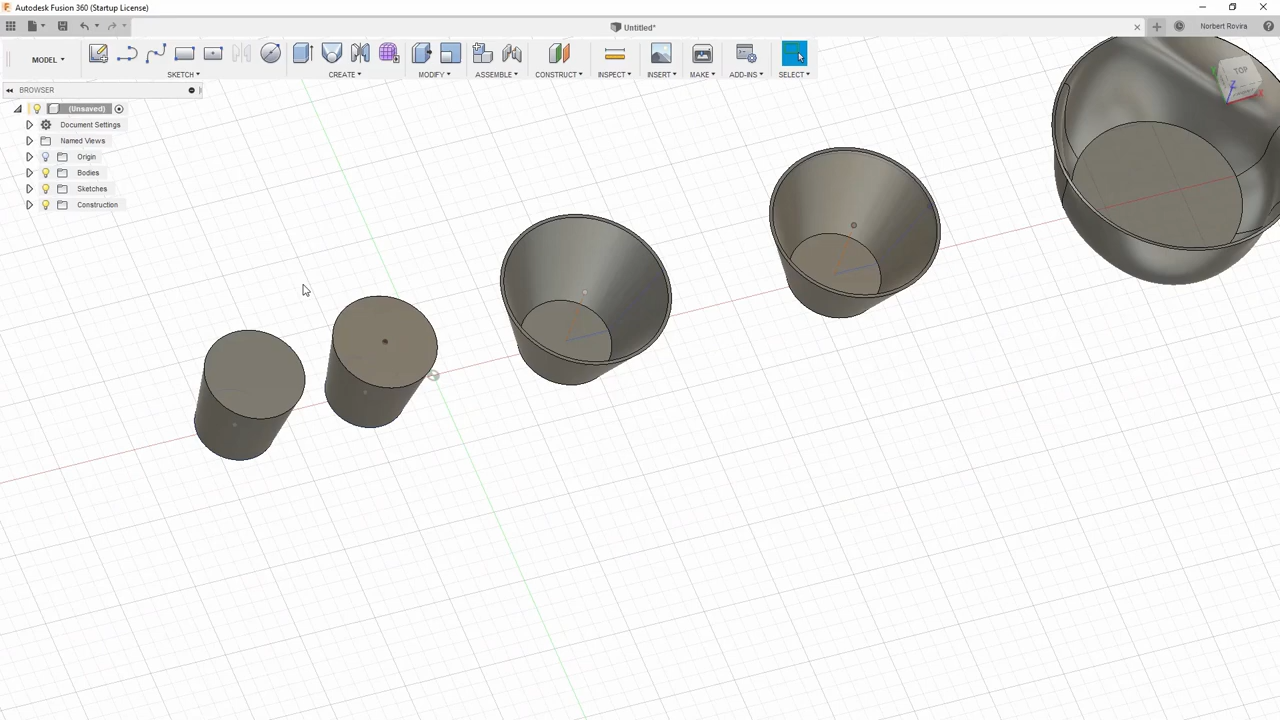 Autodesk Fusion 360 (Startup License)
Untitled*
Norbert Rovira
MODEL
SKETCH
CREATE
MODIFY
ASSEMBLE
CONSTRUCT
INSPECT
INSERT
MAKE
ADD-INS
SELECT
BROWSER
(Unsaved)
Document Settings
Named Views
Origin
Bodies
Sketches
Construction
TOP
Z
X